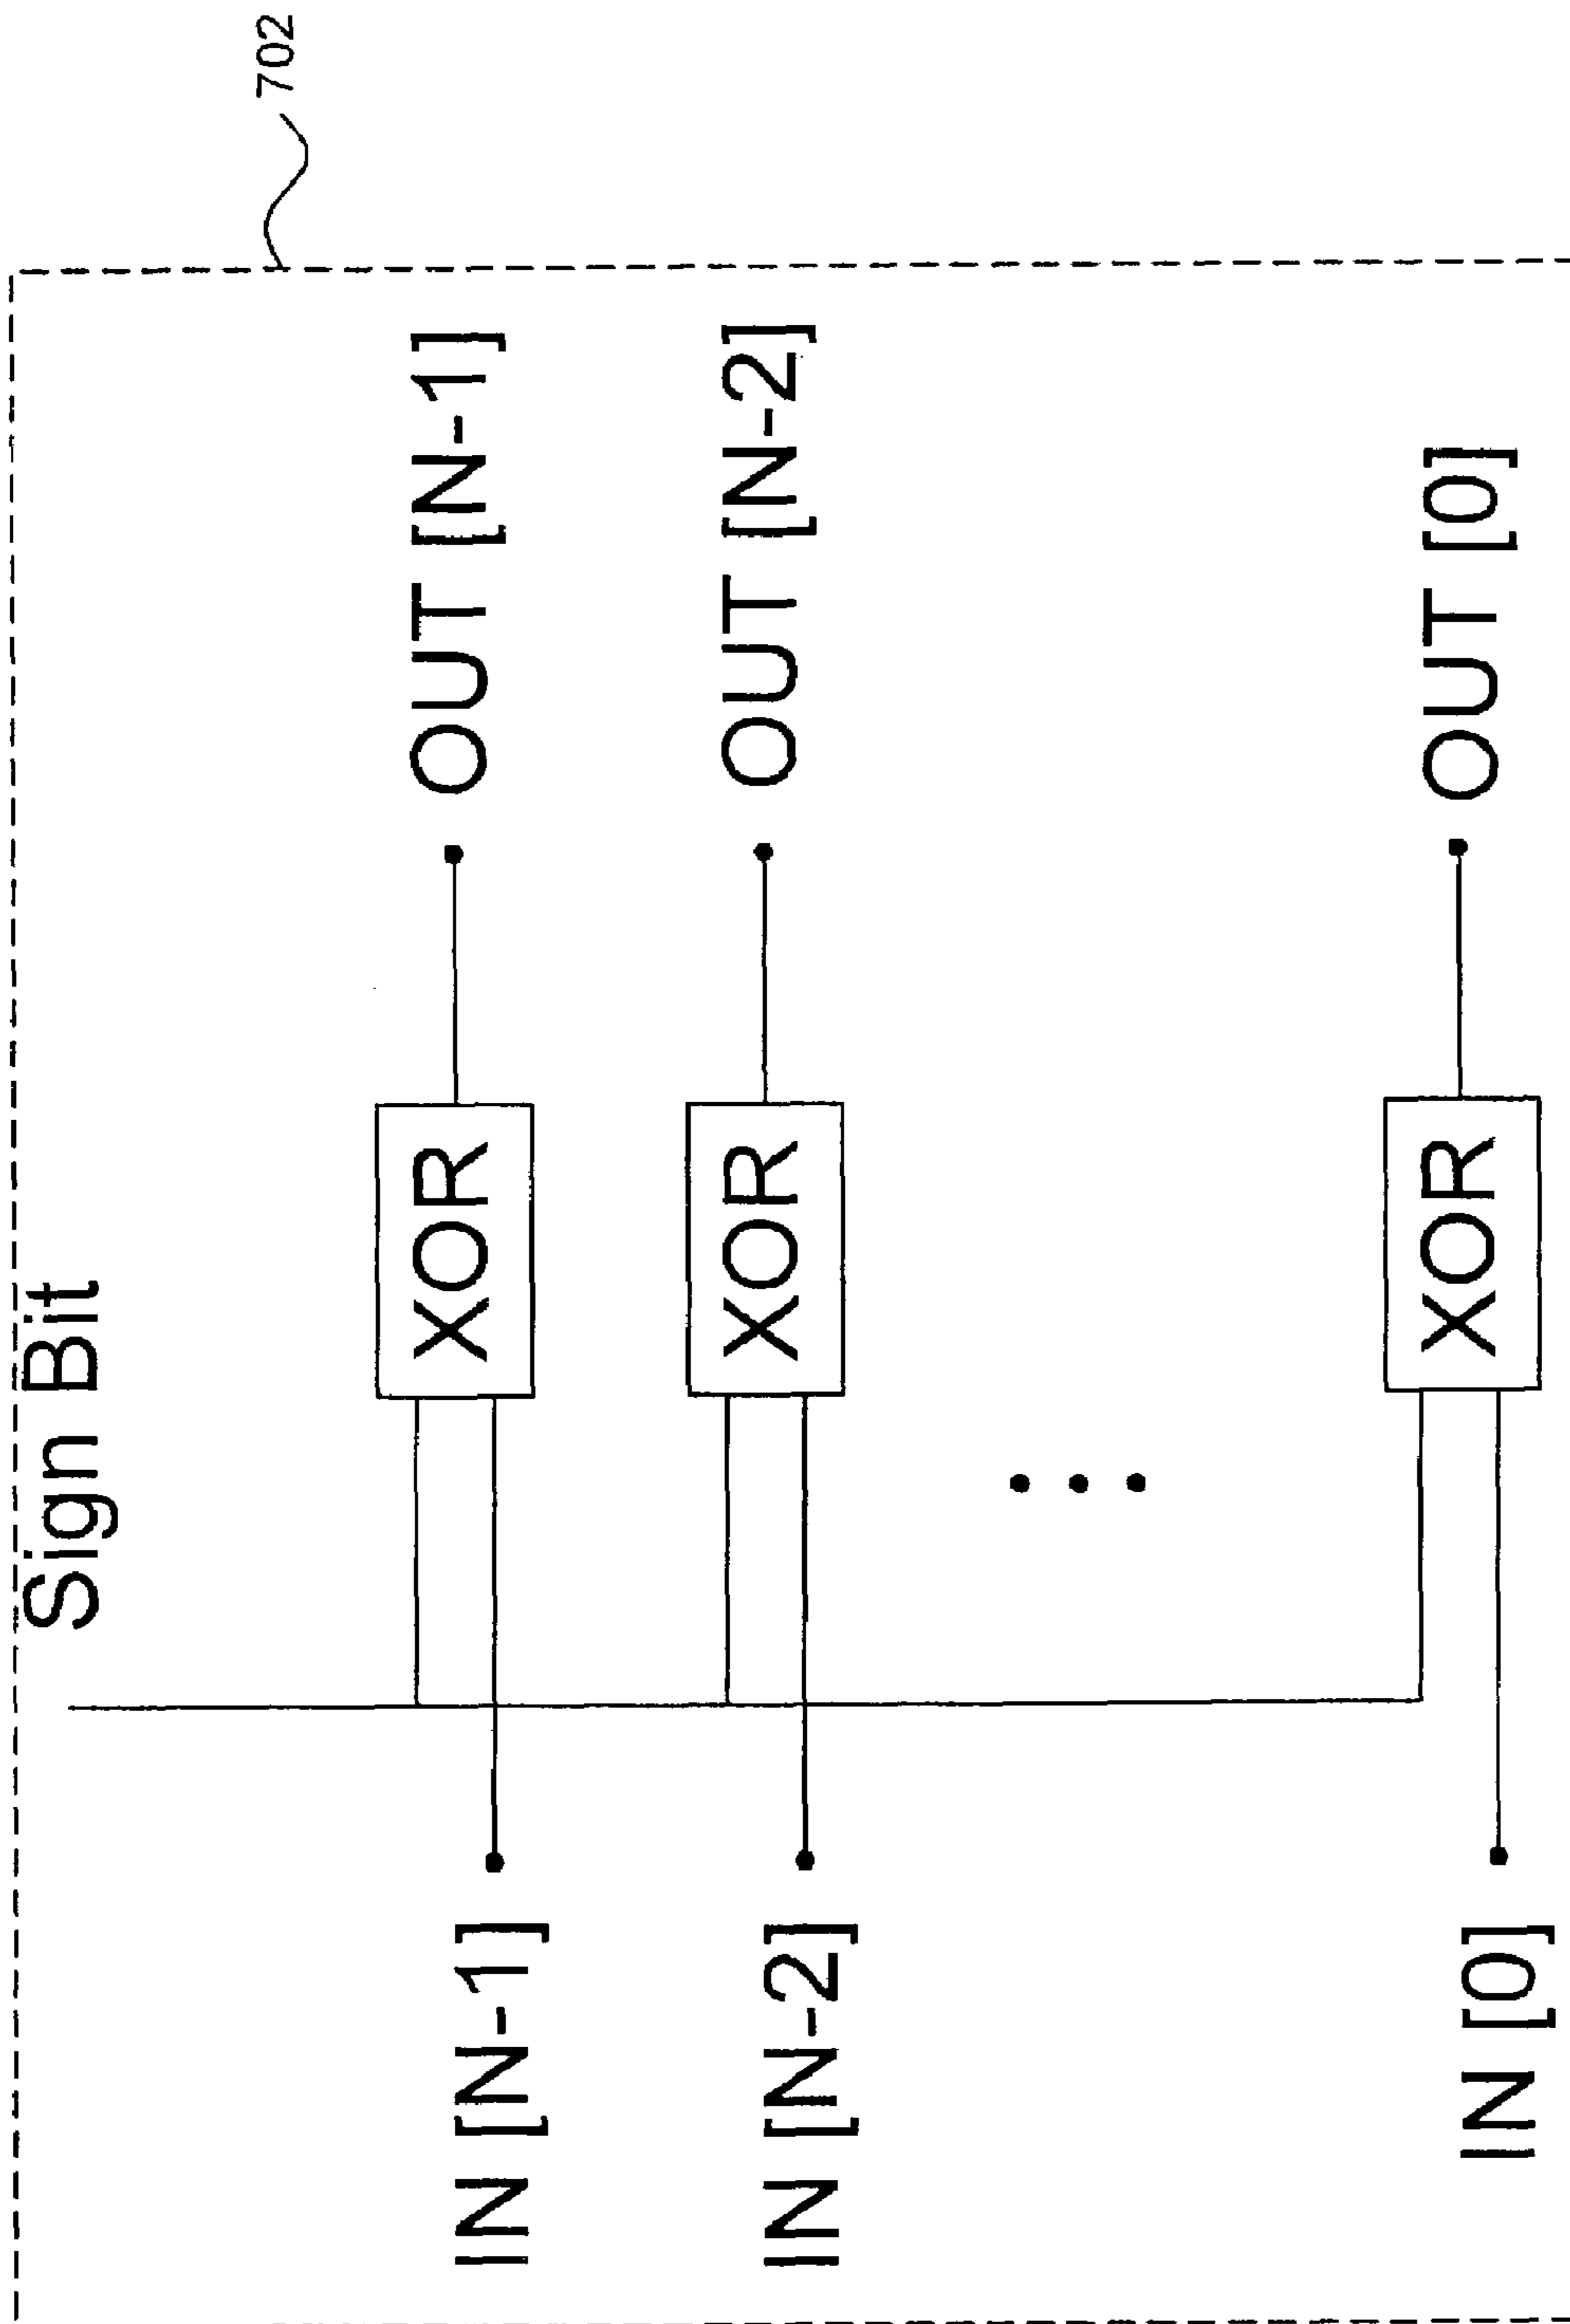 702
Sign Bit
IN [N-1]
XOR
OUT [N-1]
IN [N-2]
XOR
OUT [N-2]
IN [0]
XOR
OUT [0]